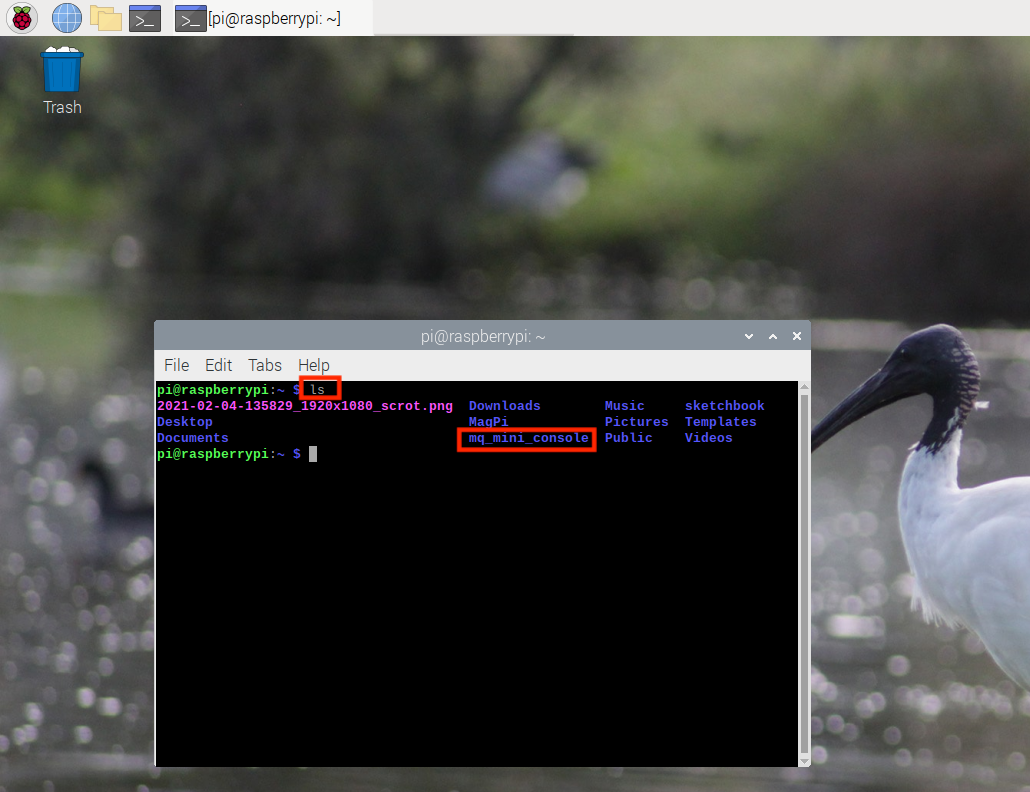 [pi@raspberrypi: ~]
Trash
pi@raspberrypi: ~
File Edit Tabs Help
pi@raspberrypi:~ $ ls
2021-02-04-135829_1920x1080_scrot.png Downloads Music sketchbook
Desktop MagPi Pictures Templates
Documents mq_mini_console Public Videos
pi@raspberrypi:~ $